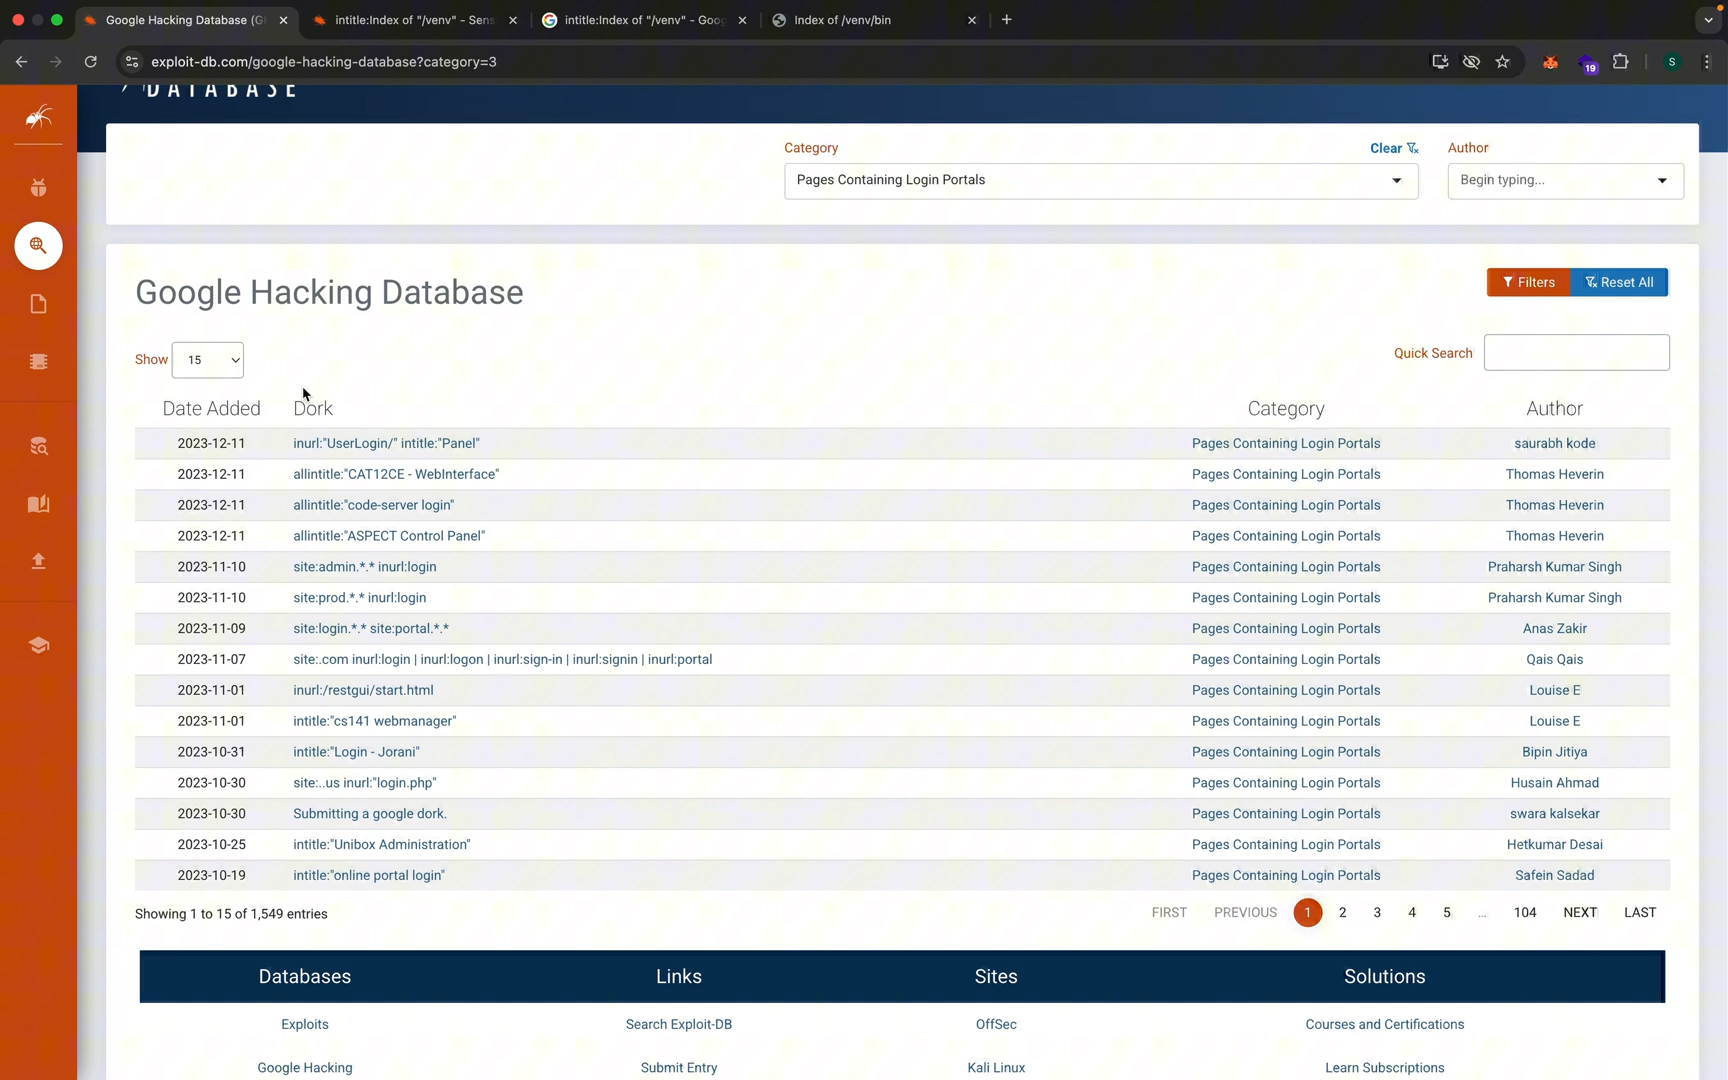 Google Hacking Database (G
intitle:Index of "/venv" - Sens
intitle:Index of "/venv" - Goog
Index of /venv/bin
exploit-db.com/google-hacking-database?category=3
19
S
DATABASE
Category
Clear
Author
Pages Containing Login Portals
Begin typing...
Google Hacking Database
Filters
Reset All
Show 15
Quick Search
Date Added Dork Category Author
2023-12-11 inurl:"UserLogin/" intitle:"Panel" Pages Containing Login Portals saurabh kode
2023-12-11 allintitle:"CAT12CE - WebInterface" Pages Containing Login Portals Thomas Heverin
2023-12-11 allintitle:"code-server login" Pages Containing Login Portals Thomas Heverin
2023-12-11 allintitle:"ASPECT Control Panel" Pages Containing Login Portals Thomas Heverin
2023-11-10 site:admin.*.* inurl:login Pages Containing Login Portals Praharsh Kumar Singh
2023-11-10 site:prod.*.* inurl:login Pages Containing Login Portals Praharsh Kumar Singh
2023-11-09 site:login.*.* site:portal.*.* Pages Containing Login Portals Anas Zakir
2023-11-07 site:.com inurl:login | inurl:logon | inurl:sign-in | inurl:signin | inurl:portal Pages Containing Login Portals Qais Qais
2023-11-01 inurl:/restgui/start.html Pages Containing Login Portals Louise E
2023-11-01 intitle:"cs141 webmanager" Pages Containing Login Portals Louise E
2023-10-31 intitle:"Login - Jorani" Pages Containing Login Portals Bipin Jitiya
2023-10-30 site:..us inurl:"login.php" Pages Containing Login Portals Husain Ahmad
2023-10-30 Submitting a google dork. Pages Containing Login Portals swara kalsekar
2023-10-25 intitle:"Unibox Administration" Pages Containing Login Portals Hetkumar Desai
2023-10-19 intitle:"online portal login" Pages Containing Login Portals Safein Sadad
Showing 1 to 15 of 1,549 entries FIRST PREVIOUS 1 2 3 4 5 … 104 NEXT LAST
Databases Links Sites Solutions
Exploits Search Exploit-DB OffSec Courses and Certifications
Google Hacking Submit Entry Kali Linux Learn Subscriptions